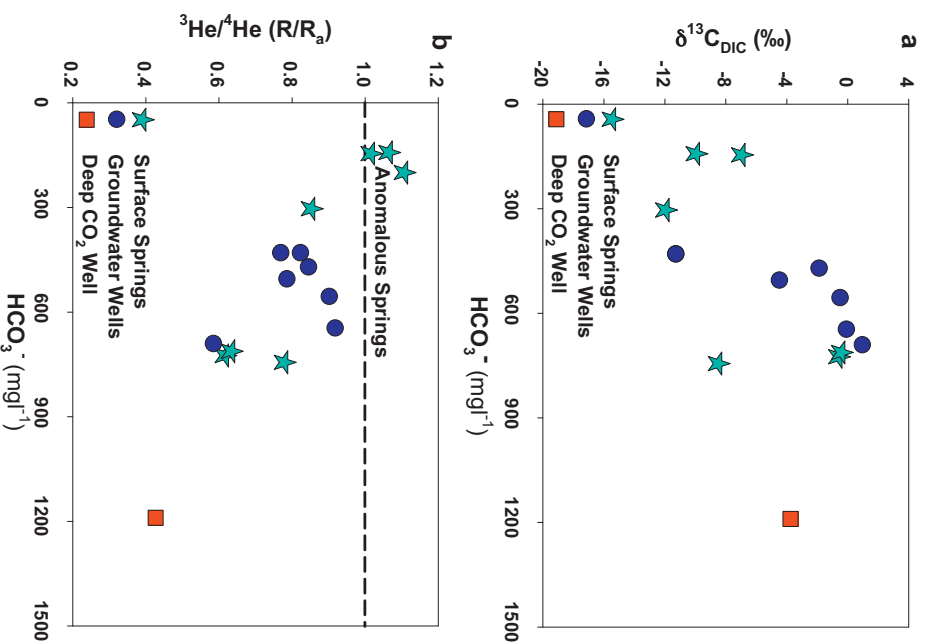 a
δ13CDIC (‰)
4
0
-4
-8
-12
-16
-20
0
300
600
900
1200
1500
Surface Springs
Groundwater Wells
Deep CO2 Well
HCO3- (mgl-1)
b
3He/4He (R/Ra)
1.2
1.0
0.8
0.6
0.4
0.2
0
300
600
900
1200
1500
Anomalous Springs
Surface Springs
Groundwater Wells
Deep CO2 Well
HCO3- (mgl-1)